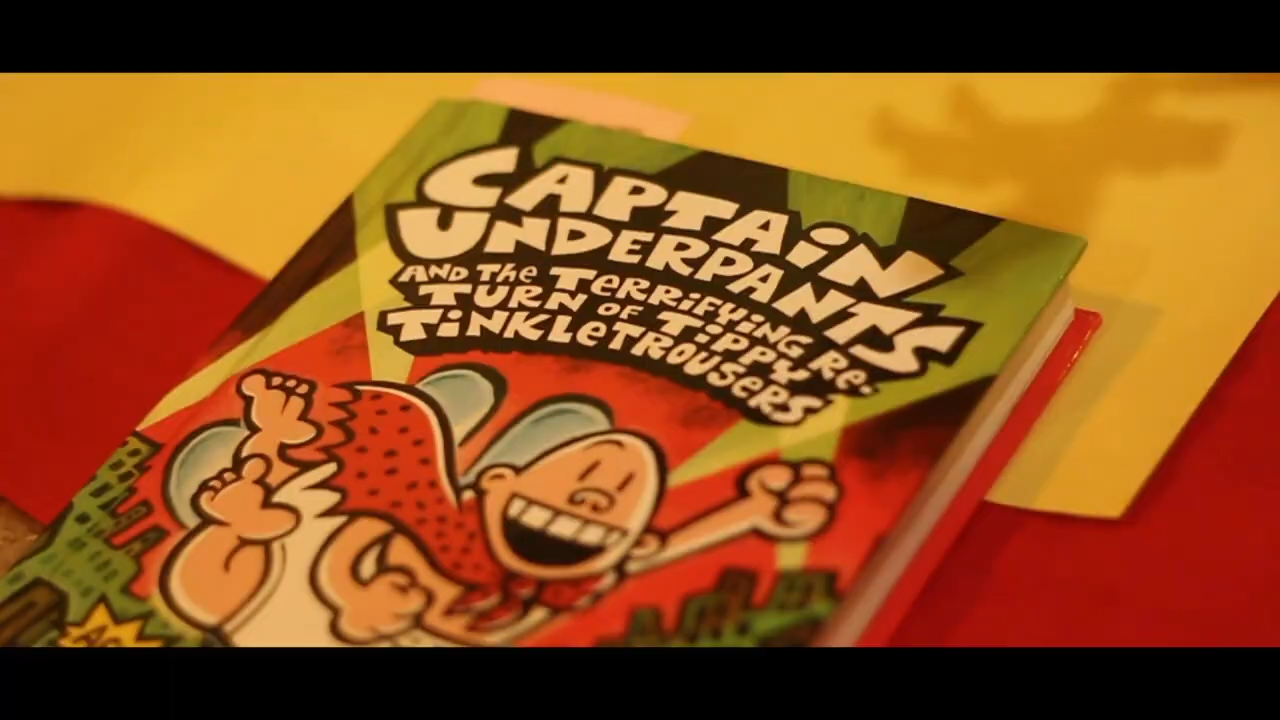 CAPTAIN
UNDERPANTS
AND THE TERRIFYING RE-
TURN OF TIPPY
TINKLETROUSERS